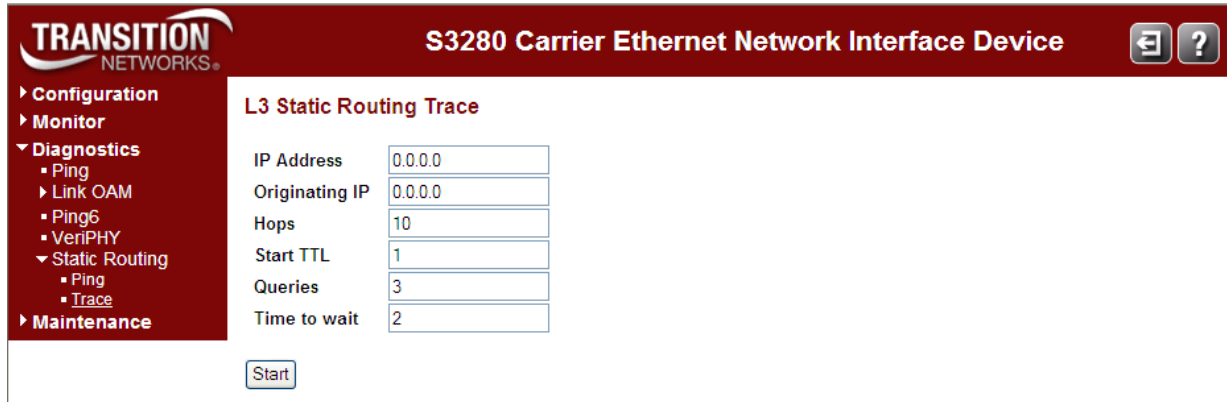 TRANSITION
NETWORKS®
S3280 Carrier Ethernet Network Interface Device
?
Configuration
Monitor
Diagnostics
Ping
Link OAM
Ping6
VeriPHY
Static Routing
Ping
Trace
Maintenance
L3 Static Routing Trace
IP Address 0.0.0.0
Originating IP 0.0.0.0
Hops 10
Start TTL 1
Queries 3
Time to wait 2
Start